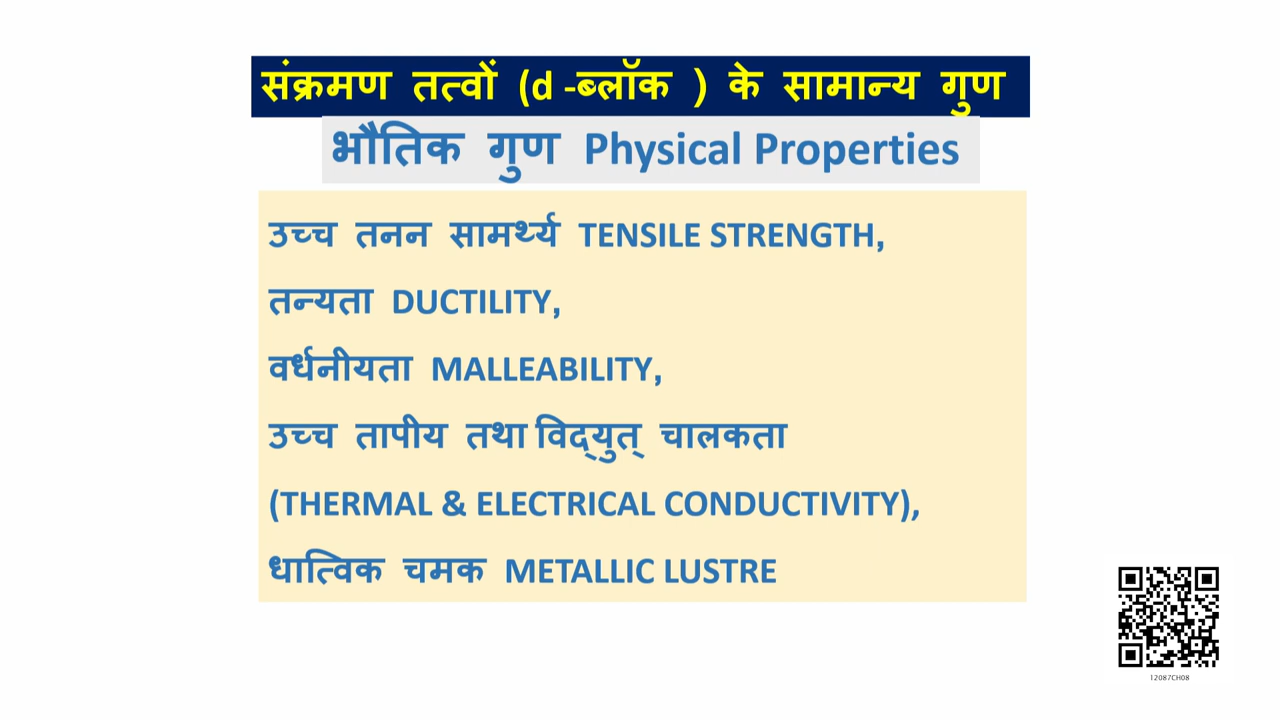 संक्रमण तत्वों (d -ब्लॉक ) के सामान्य गुण
भौतिक गुण Physical Properties
उच्च तनन सामर्थ्य TENSILE STRENGTH,
तन्यता DUCTILITY,
वर्धनीयता MALLEABILITY,
उच्च तापीय तथा विद्‌युत् चालकता
(THERMAL & ELECTRICAL CONDUCTIVITY),
धात्विक चमक METALLIC LUSTRE
12087CH08